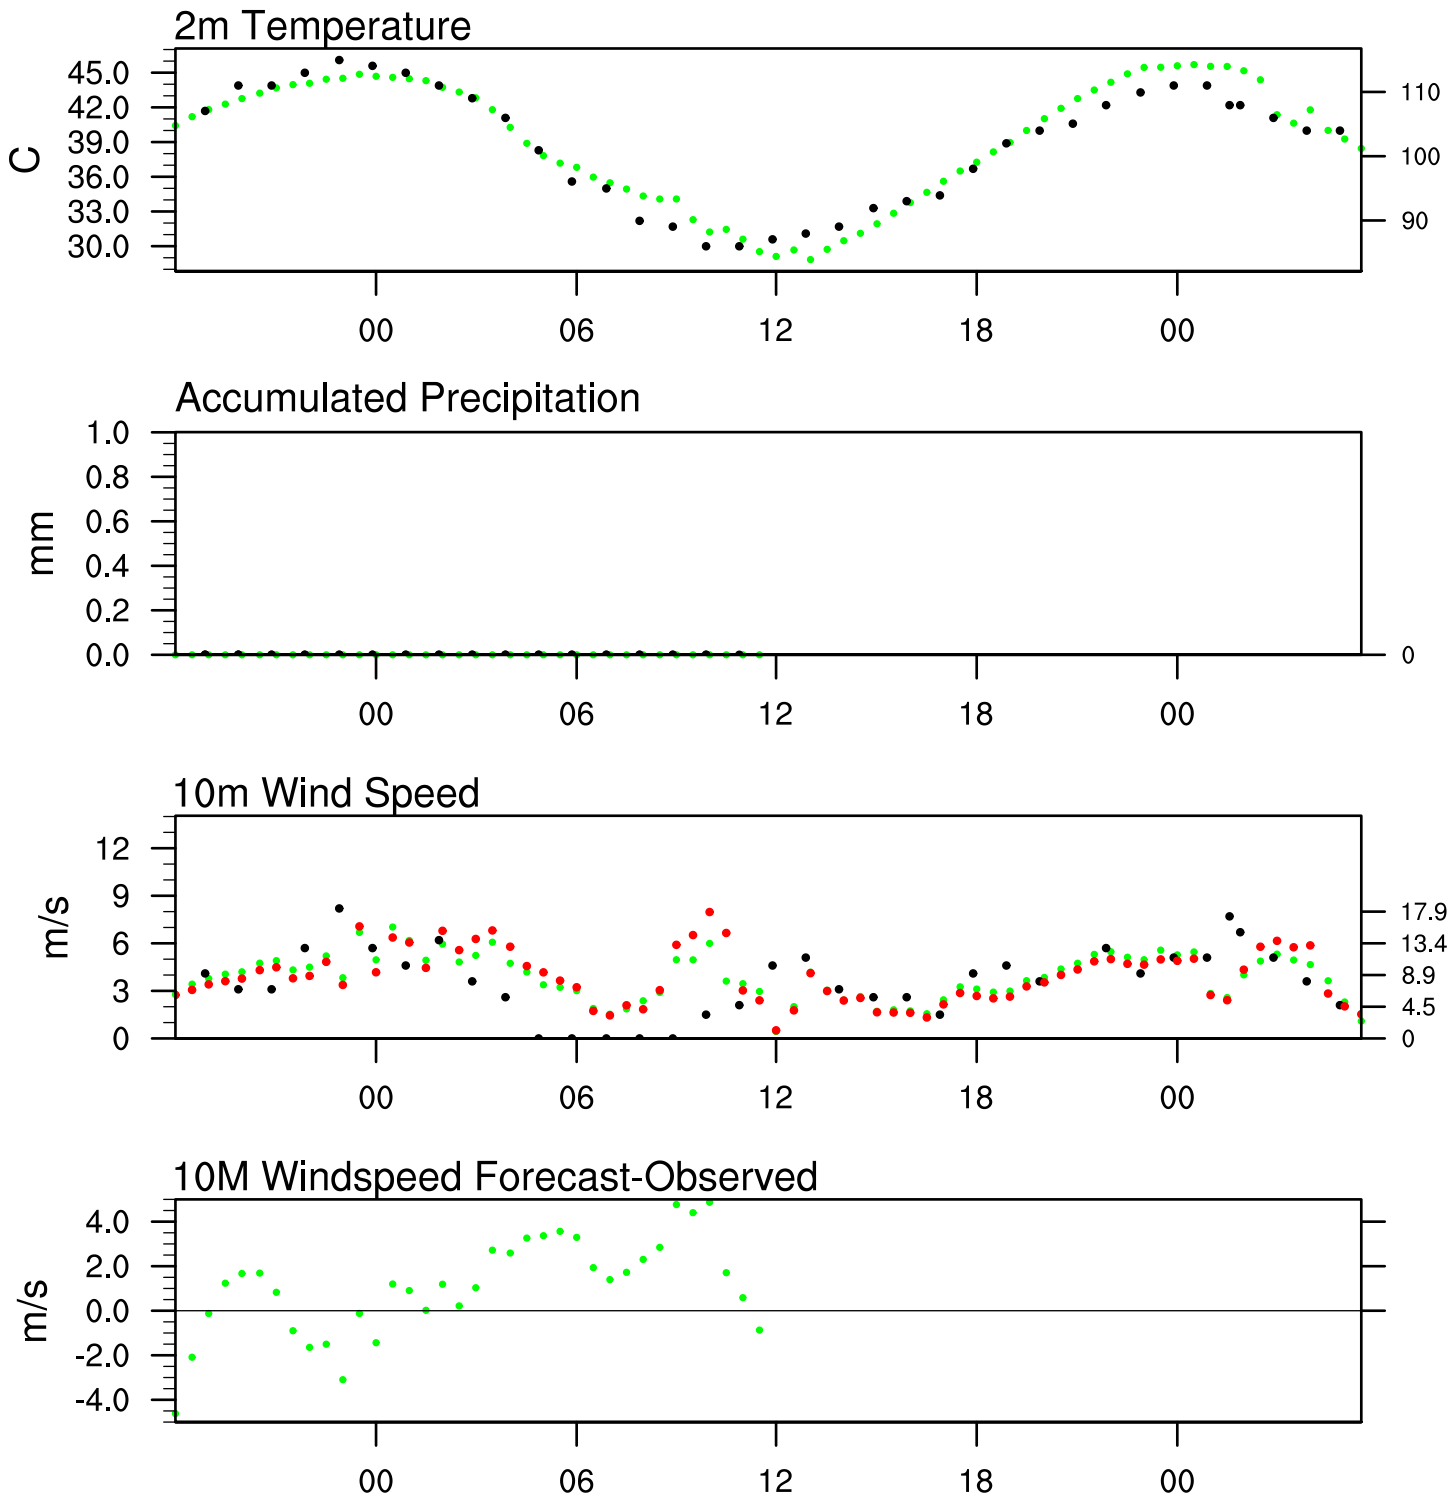 2m Temperature
C
45.0
42.0
39.0
36.0
33.0
30.0
110
100
90
00 06 12 18 00
Accumulated Precipitation
mm
1.0
0.8
0.6
0.4
0.2
0.0
0
00 06 12 18 00
10m Wind Speed
m/s
12
9
6
3
0
17.9
13.4
8.9
4.5
0
00 06 12 18 00
10M Windspeed Forecast-Observed
m/s
4.0
2.0
0.0
-2.0
-4.0
00 06 12 18 00